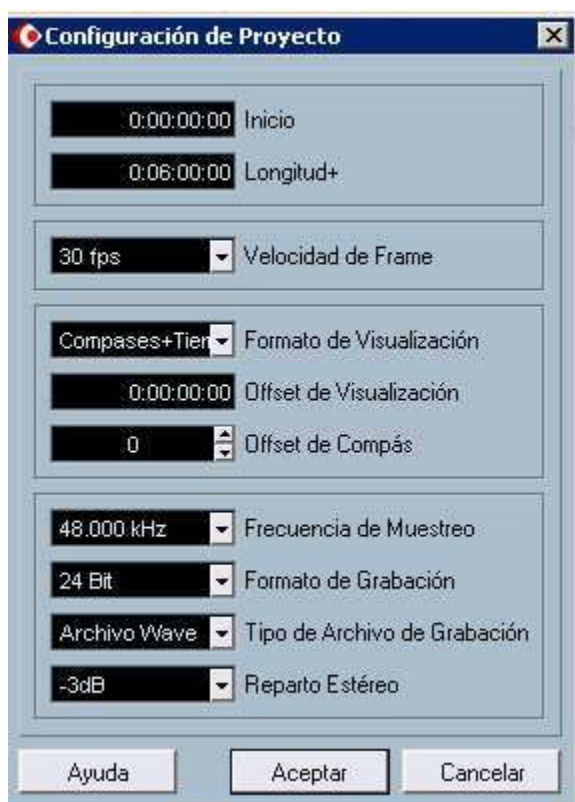 Configuración de Proyecto
0:00:00:00 Inicio
0:06:00:00 Longitud+
30 fps Velocidad de Frame
Compases+Tien Formato de Visualización
0:00:00:00 Offset de Visualización
0 Offset de Compás
48.000 kHz Frecuencia de Muestreo
24 Bit Formato de Grabación
Archivo Wave Tipo de Archivo de Grabación
-3dB Reparto Estéreo
Ayuda Aceptar Cancelar